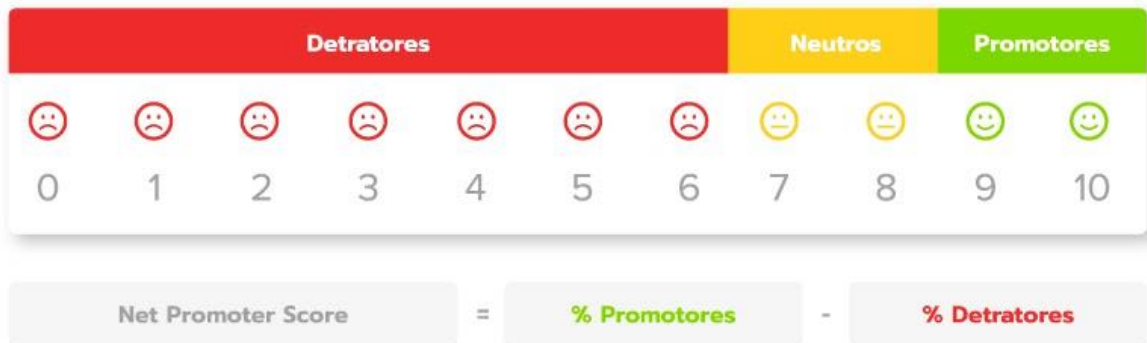 Detratores Neutros Promotores
0 1 2 3 4 5 6 7 8 9 10
Net Promoter Score = % Promotores - % Detratores